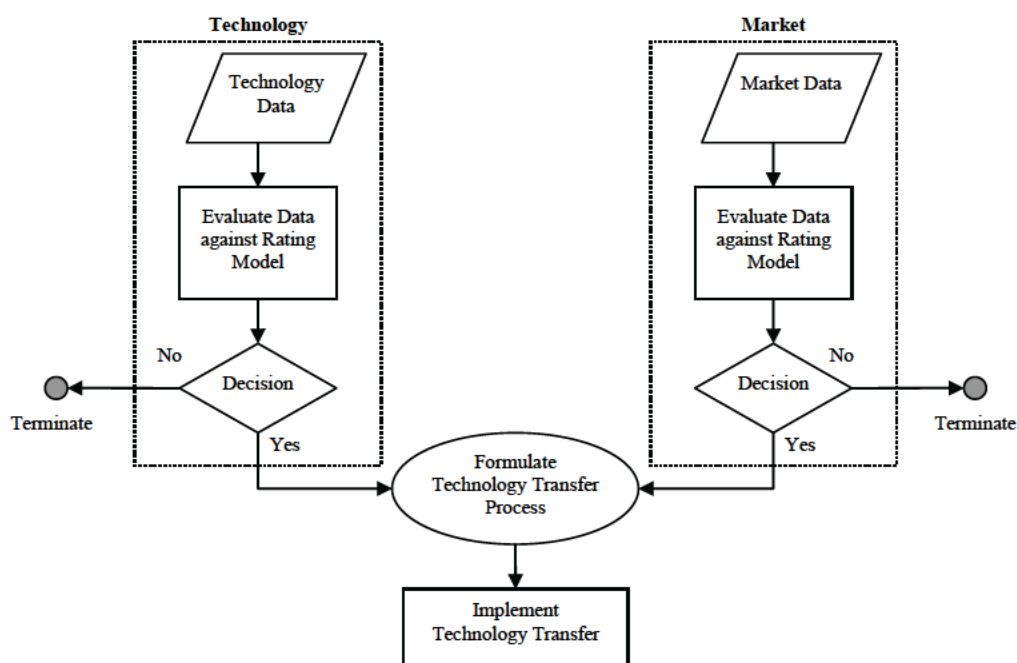 Technology
Technology
Data
Evaluate Data
against Rating
Model
No
Decision
Terminate
Yes
Market
Market Data
Evaluate Data
against Rating
Model
No
Decision
Terminate
Yes
Formulate
Technology Transfer
Process
Implement
Technology Transfer